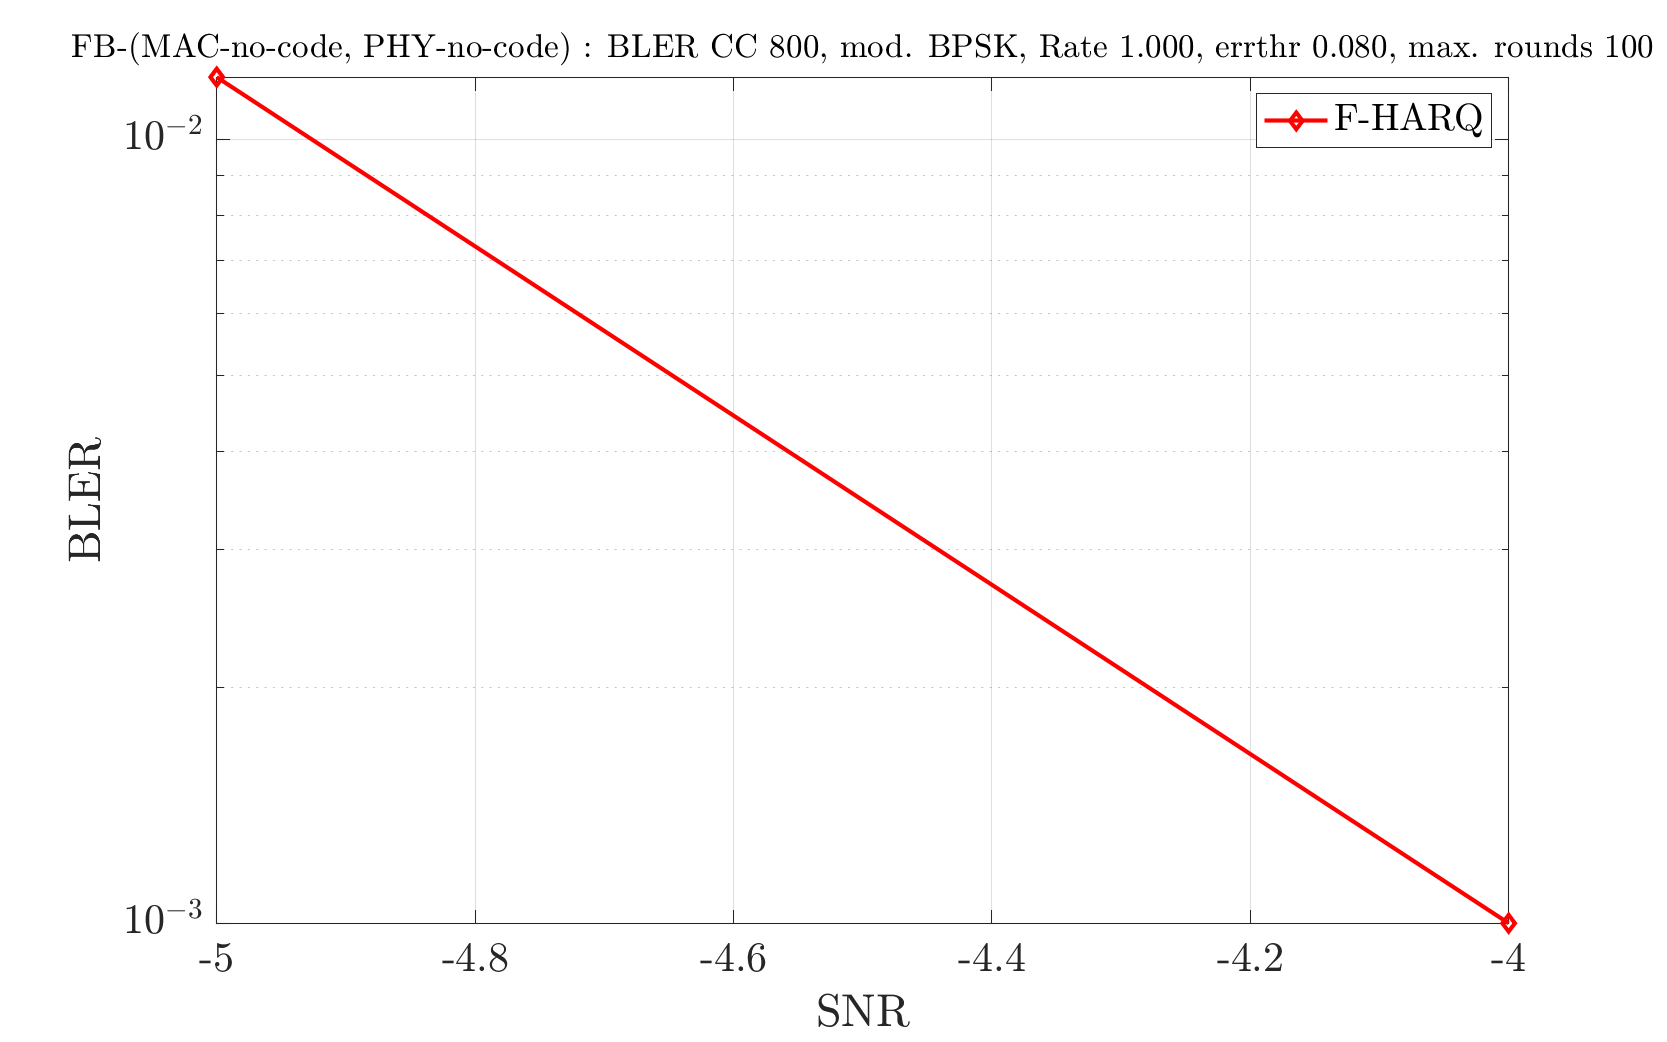 FB-(MAC-no-code, PHY-no-code) : BLER CC 800, mod. BPSK, Rate 1.000, errthr 0.080, max. rounds 100
F-HARQ
10⁻²
BLER
10⁻³
-5 -4.8 -4.6 -4.4 -4.2 -4
SNR